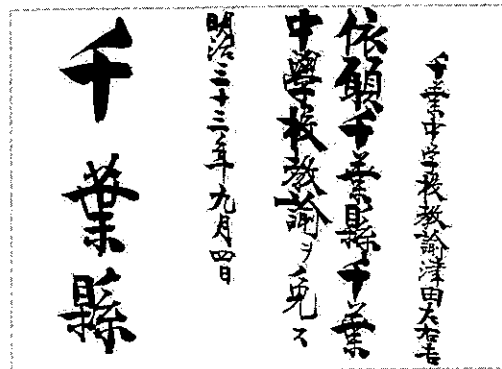 千葉中学校教諭津田左右吉
依願千葉縣千葉
中學校教諭ヲ免ス
明治三十三年九月四日
千葉縣